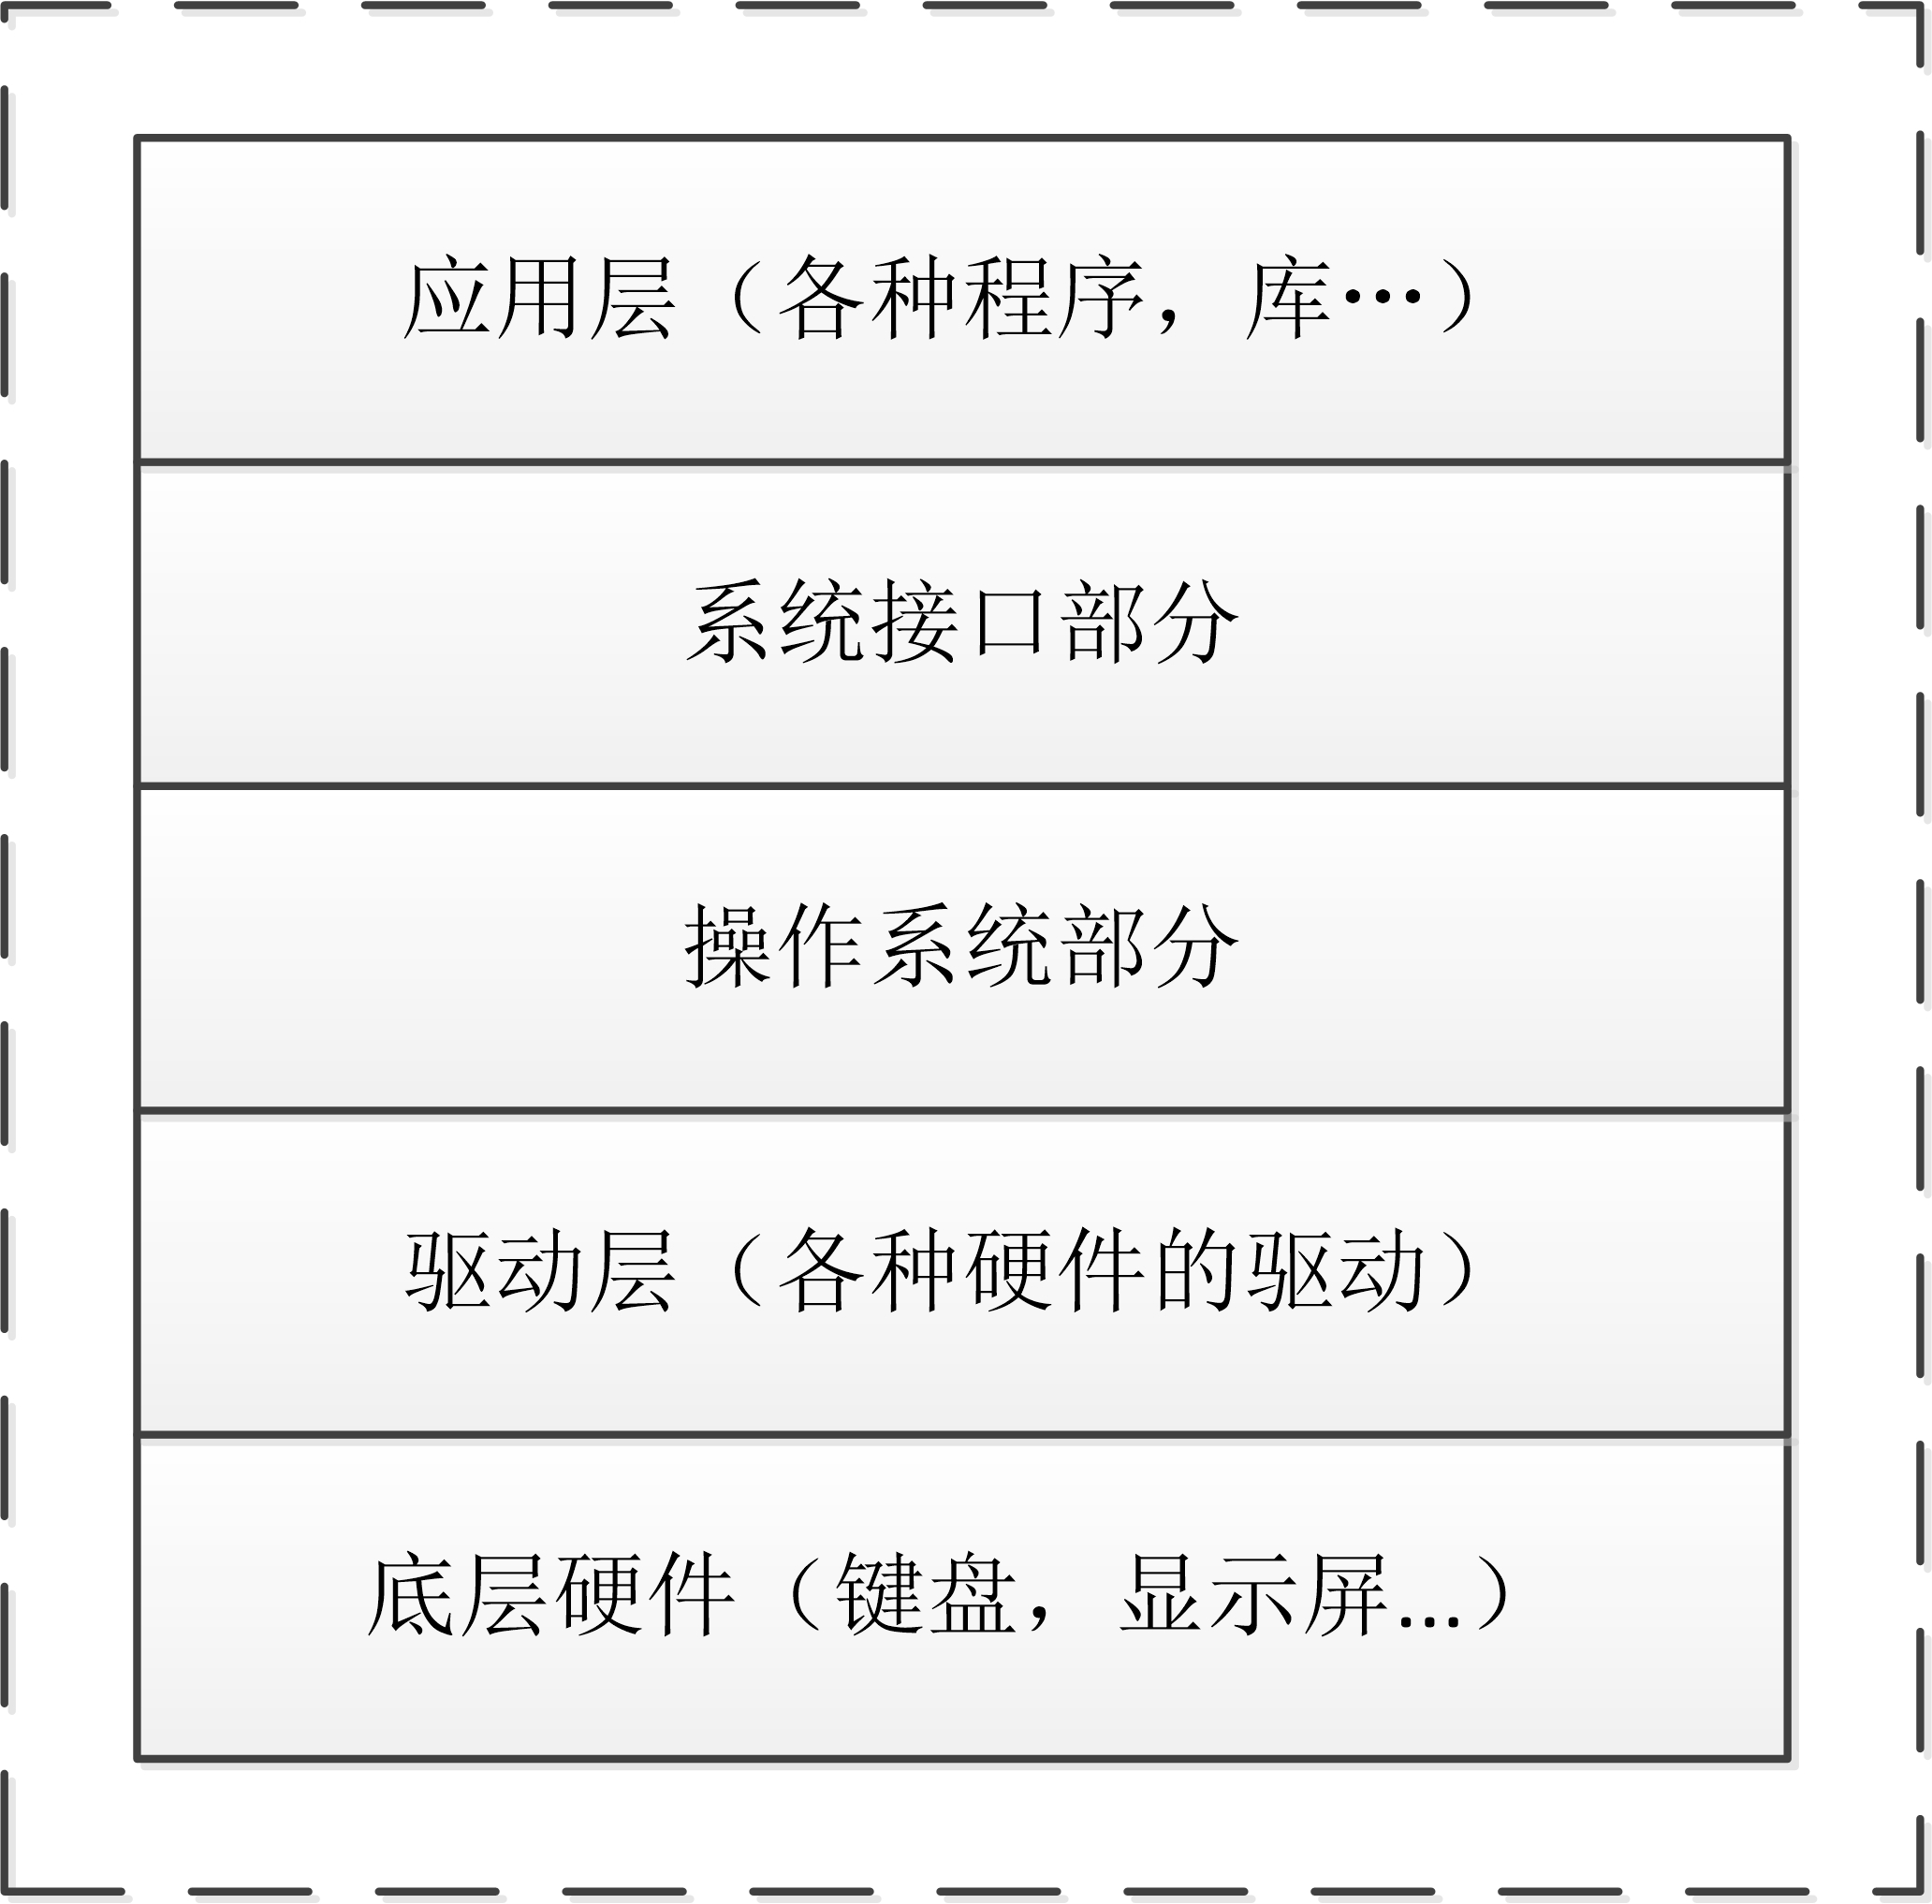 应用层（各种程序，库···）
系统接口部分
操作系统部分
驱动层（各种硬件的驱动）
底层硬件（键盘，显示屏...）